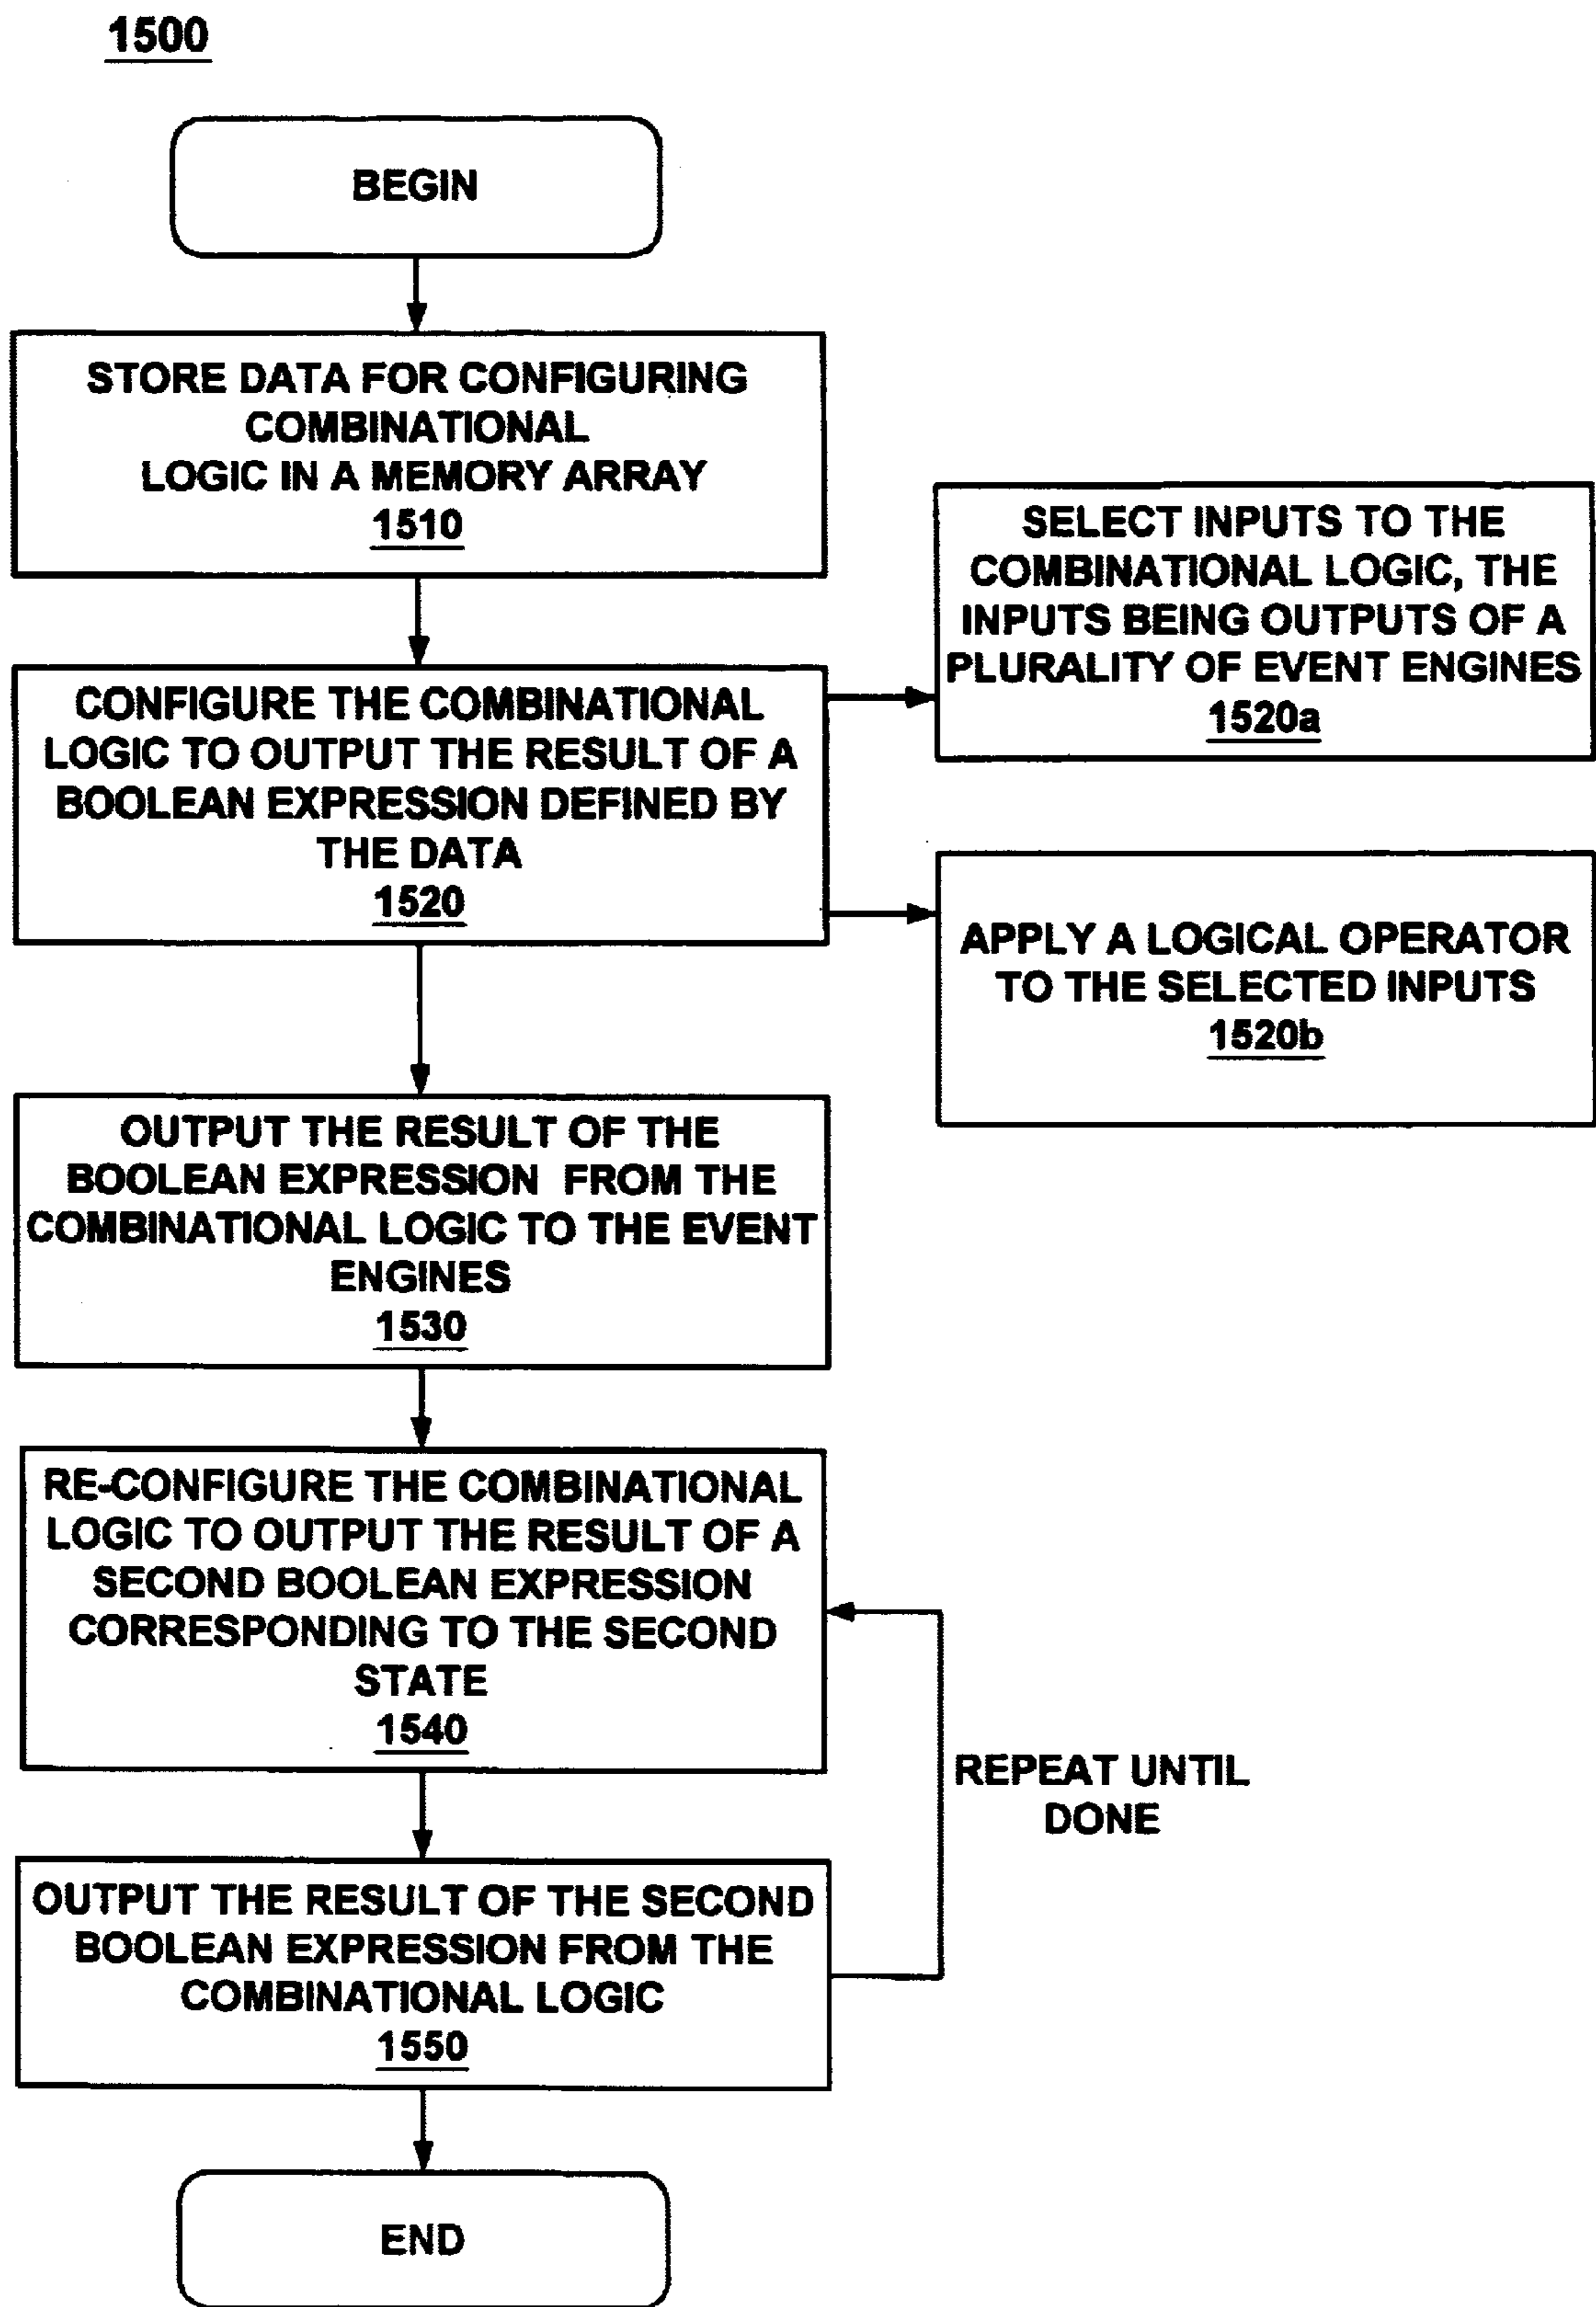 1500
BEGIN
STORE DATA FOR CONFIGURING
COMBINATIONAL
LOGIC IN A MEMORY ARRAY
1510
SELECT INPUTS TO THE
COMBINATIONAL LOGIC, THE
INPUTS BEING OUTPUTS OF A
PLURALITY OF EVENT ENGINES
1520a
CONFIGURE THE COMBINATIONAL
LOGIC TO OUTPUT THE RESULT OF A
BOOLEAN EXPRESSION DEFINED BY
THE DATA
1520
APPLY A LOGICAL OPERATOR
TO THE SELECTED INPUTS
1520b
OUTPUT THE RESULT OF THE
BOOLEAN EXPRESSION FROM THE
COMBINATIONAL LOGIC TO THE EVENT
ENGINES
1530
RE-CONFIGURE THE COMBINATIONAL
LOGIC TO OUTPUT THE RESULT OF A
SECOND BOOLEAN EXPRESSION
CORRESPONDING TO THE SECOND
STATE
1540
REPEAT UNTIL
DONE
OUTPUT THE RESULT OF THE SECOND
BOOLEAN EXPRESSION FROM THE
COMBINATIONAL LOGIC
1550
END